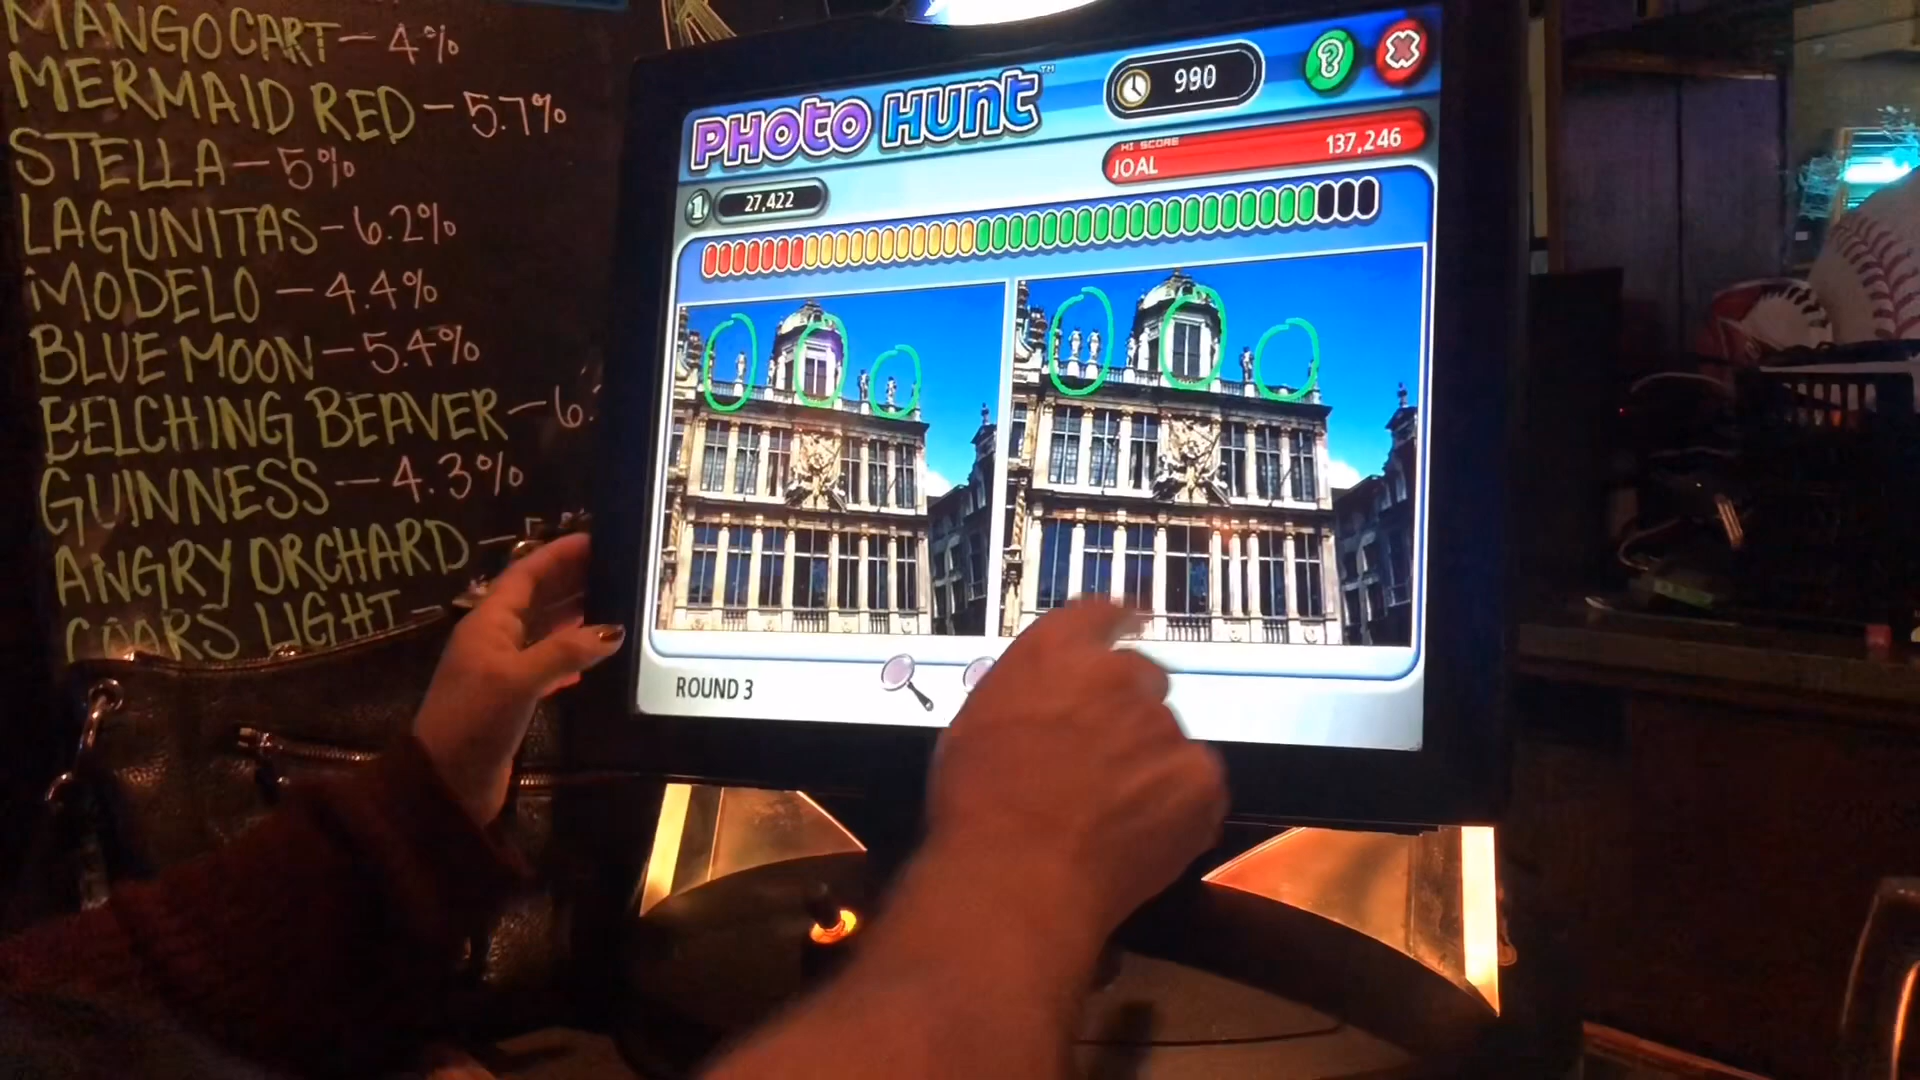 MANGO CART - 4%
MERMAID RED - 5.7%
STELLA - 5%
LAGUNITAS - 6.2%
MODELO - 4.4%
BLUE MOON - 5.4%
BELCHING BEAVER - 6.
GUINNESS - 4.3%
ANGRY ORCHARD -
COORS LIGHT -
PHOTO HUNT™
990
?
HI SCORE
JOAL 137,246
1 27,422
ROUND 3